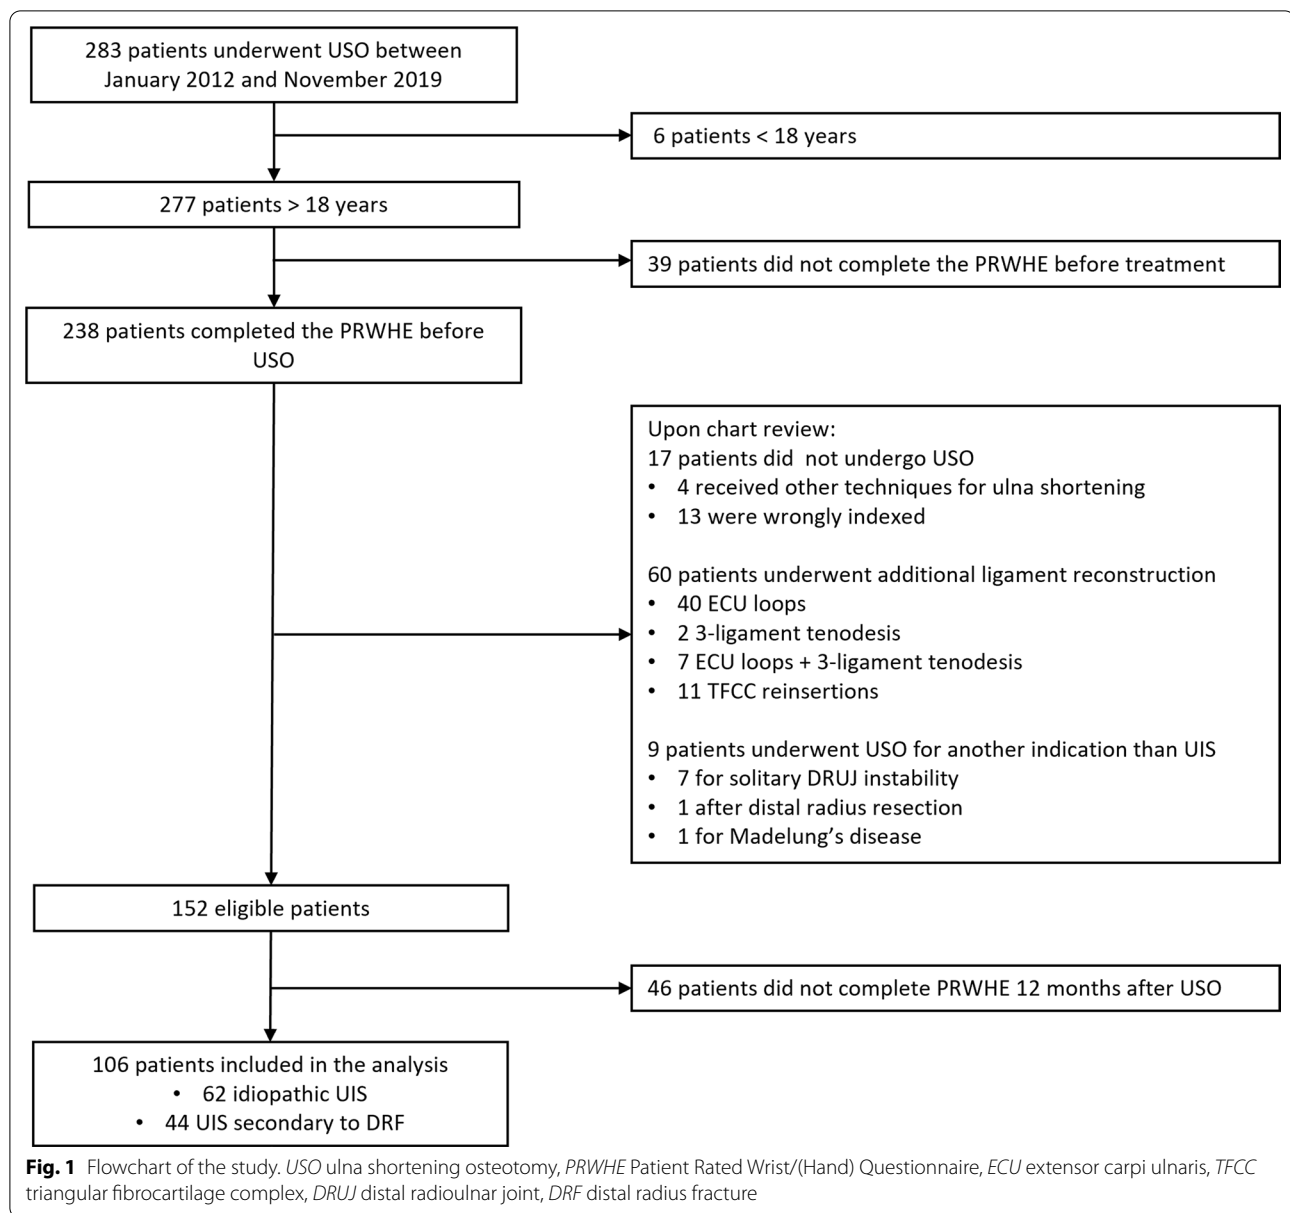 283 patients underwent USO between
January 2012 and November 2019
6 patients < 18 years
277 patients > 18 years
39 patients did not complete the PRWHE before treatment
238 patients completed the PRWHE before
USO
Upon chart review:
17 patients did  not undergo USO
• 4 received other techniques for ulna shortening
• 13 were wrongly indexed
60 patients underwent additional ligament reconstruction
• 40 ECU loops
• 2 3-ligament tenodesis
• 7 ECU loops + 3-ligament tenodesis
• 11 TFCC reinsertions
9 patients underwent USO for another indication than UIS
• 7 for solitary DRUJ instability
• 1 after distal radius resection
• 1 for Madelung’s disease
152 eligible patients
46 patients did not complete PRWHE 12 months after USO
106 patients included in the analysis
• 62 idiopathic UIS
• 44 UIS secondary to DRF
Fig. 1 Flowchart of the study. USO ulna shortening osteotomy, PRWHE Patient Rated Wrist/(Hand) Questionnaire, ECU extensor carpi ulnaris, TFCC
triangular fibrocartilage complex, DRUJ distal radioulnar joint, DRF distal radius fracture